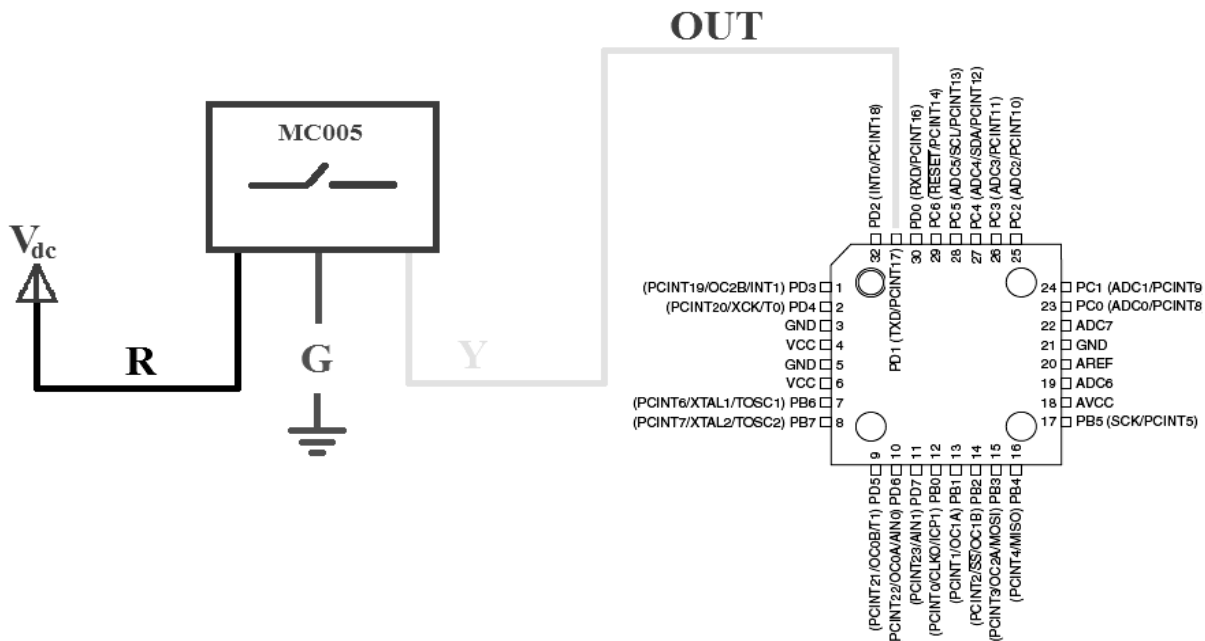 OUT
MC005
V_dc
R
G
Y
32 PD2 (INT0/PCINT18)
PD1 (TXD/PCINT17)
30 PD0 (RXD/PCINT16)
29 PC6 (RESET/PCINT14)
28 PC5 (ADC5/SCL/PCINT13)
27 PC4 (ADC4/SDA/PCINT12)
26 PC3 (ADC3/PCINT11)
25 PC2 (ADC2/PCINT10)
(PCINT19/OC2B/INT1) PD3 1
(PCINT20/XCK/T0) PD4 2
GND 3
VCC 4
GND 5
VCC 6
(PCINT6/XTAL1/TOSC1) PB6 7
(PCINT7/XTAL2/TOSC2) PB7 8
24 PC1 (ADC1/PCINT9
23 PC0 (ADC0/PCINT8
22 ADC7
21 GND
20 AREF
19 ADC6
18 AVCC
17 PB5 (SCK/PCINT5)
(PCINT21/OC0B/T1) PD5 9
PCINT22/OC0A/AIN0) PD6 10
(PCINT23/AIN1) PD7 11
(PCINT0/CLKO/ICP1) PB0 12
(PCINT1/OC1A) PB1 13
(PCINT2/SS/OC1B) PB2 14
(PCINT3/OC2A/MOSI) PB3 15
(PCINT4/MISO) PB4 16